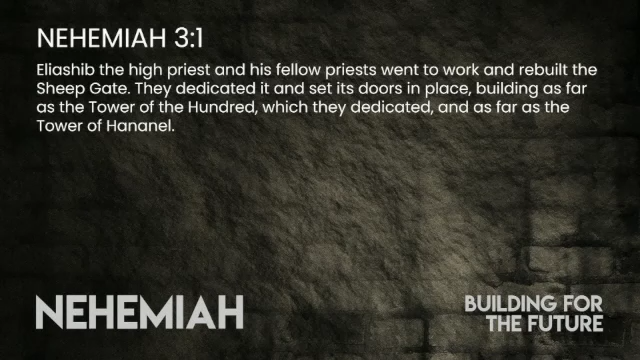 NEHEMIAH 3:1
Eliashib the high priest and his fellow priests went to work and rebuilt the
Sheep Gate. They dedicated it and set its doors in place, building as far
as the Tower of the Hundred, which they dedicated, and as far as the
Tower of Hananel.
NEHEMIAH
BUILDING FOR
THE FUTURE